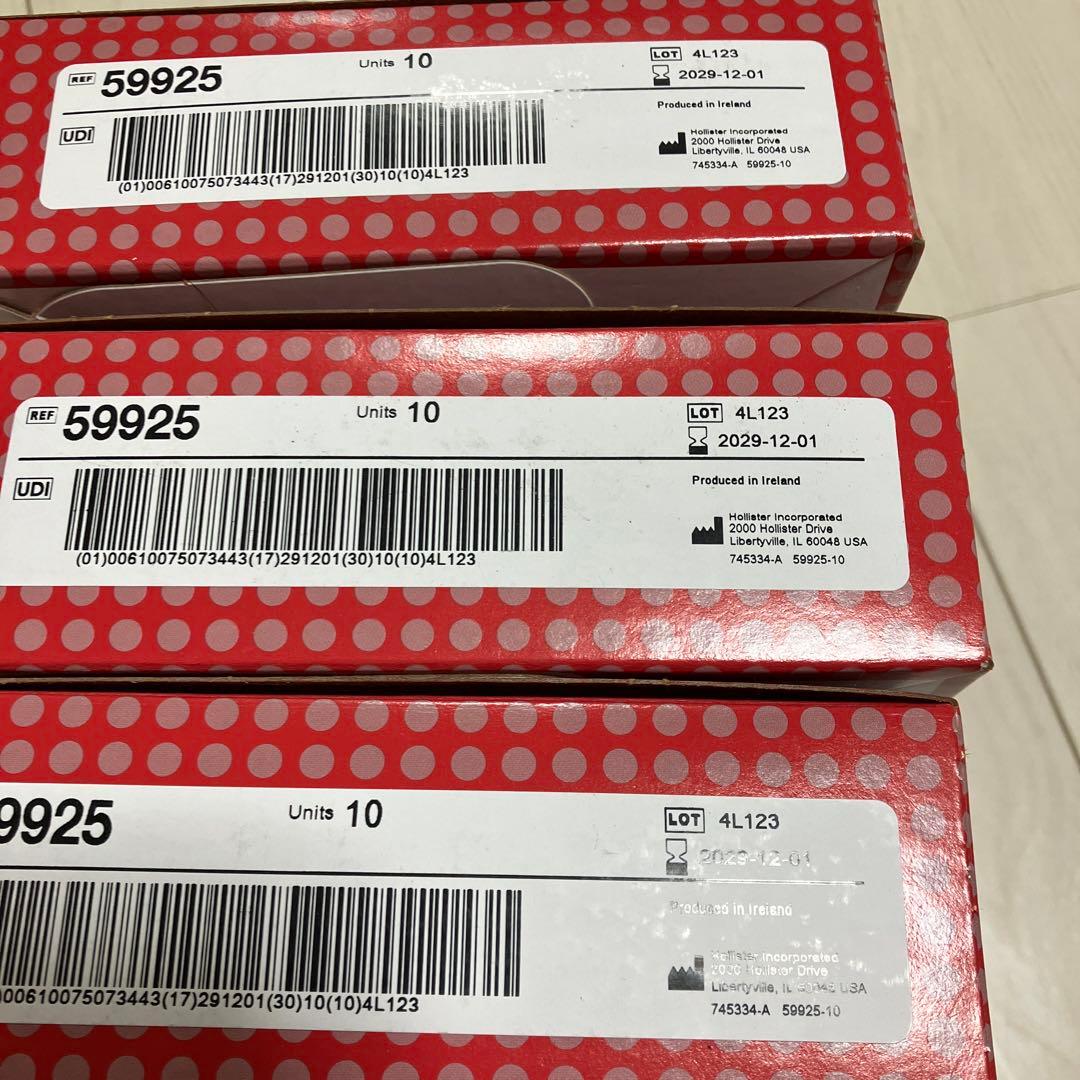 REF 59925 Units 10 LOT 4L123
2029-12-01
UDI
Produced in Ireland
Hollister Incorporated
2000 Hollister Drive
Libertyville, IL 60048 USA
745334-A 59925-10
(01)00610075073443(17)291201(30)10(10)4L123
REF 59925 Units 10 LOT 4L123
2029-12-01
UDI
Produced in Ireland
Hollister Incorporated
2000 Hollister Drive
Libertyville, IL 60048 USA
745334-A 59925-10
(01)00610075073443(17)291201(30)10(10)4L123
9925 Units 10 LOT 4L123
2029-12-01
Produced in Ireland
Hollister Incorporated
2000 Hollister Drive
Libertyville, IL 60048 USA
745334-A 59925-10
)00610075073443(17)291201(30)10(10)4L123